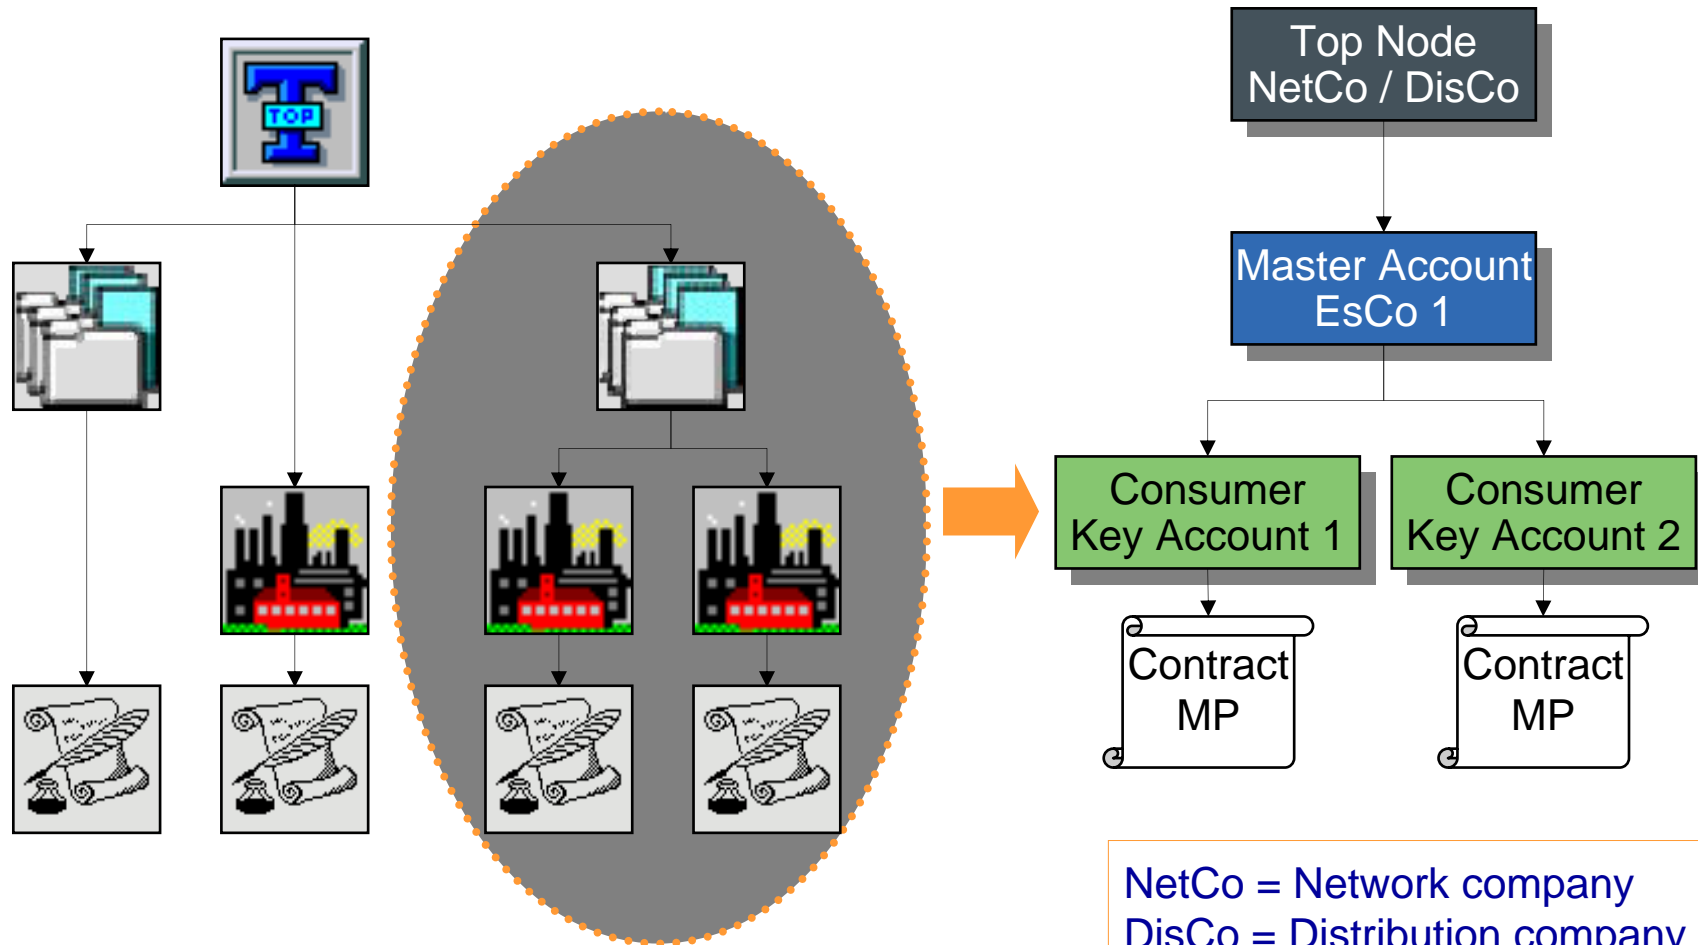 TOP
Top Node
NetCo / DisCo
Master Account
EsCo 1
Consumer
Key Account 1
Consumer
Key Account 2
Contract
MP
Contract
MP
NetCo = Network company
DisCo = Distribution company